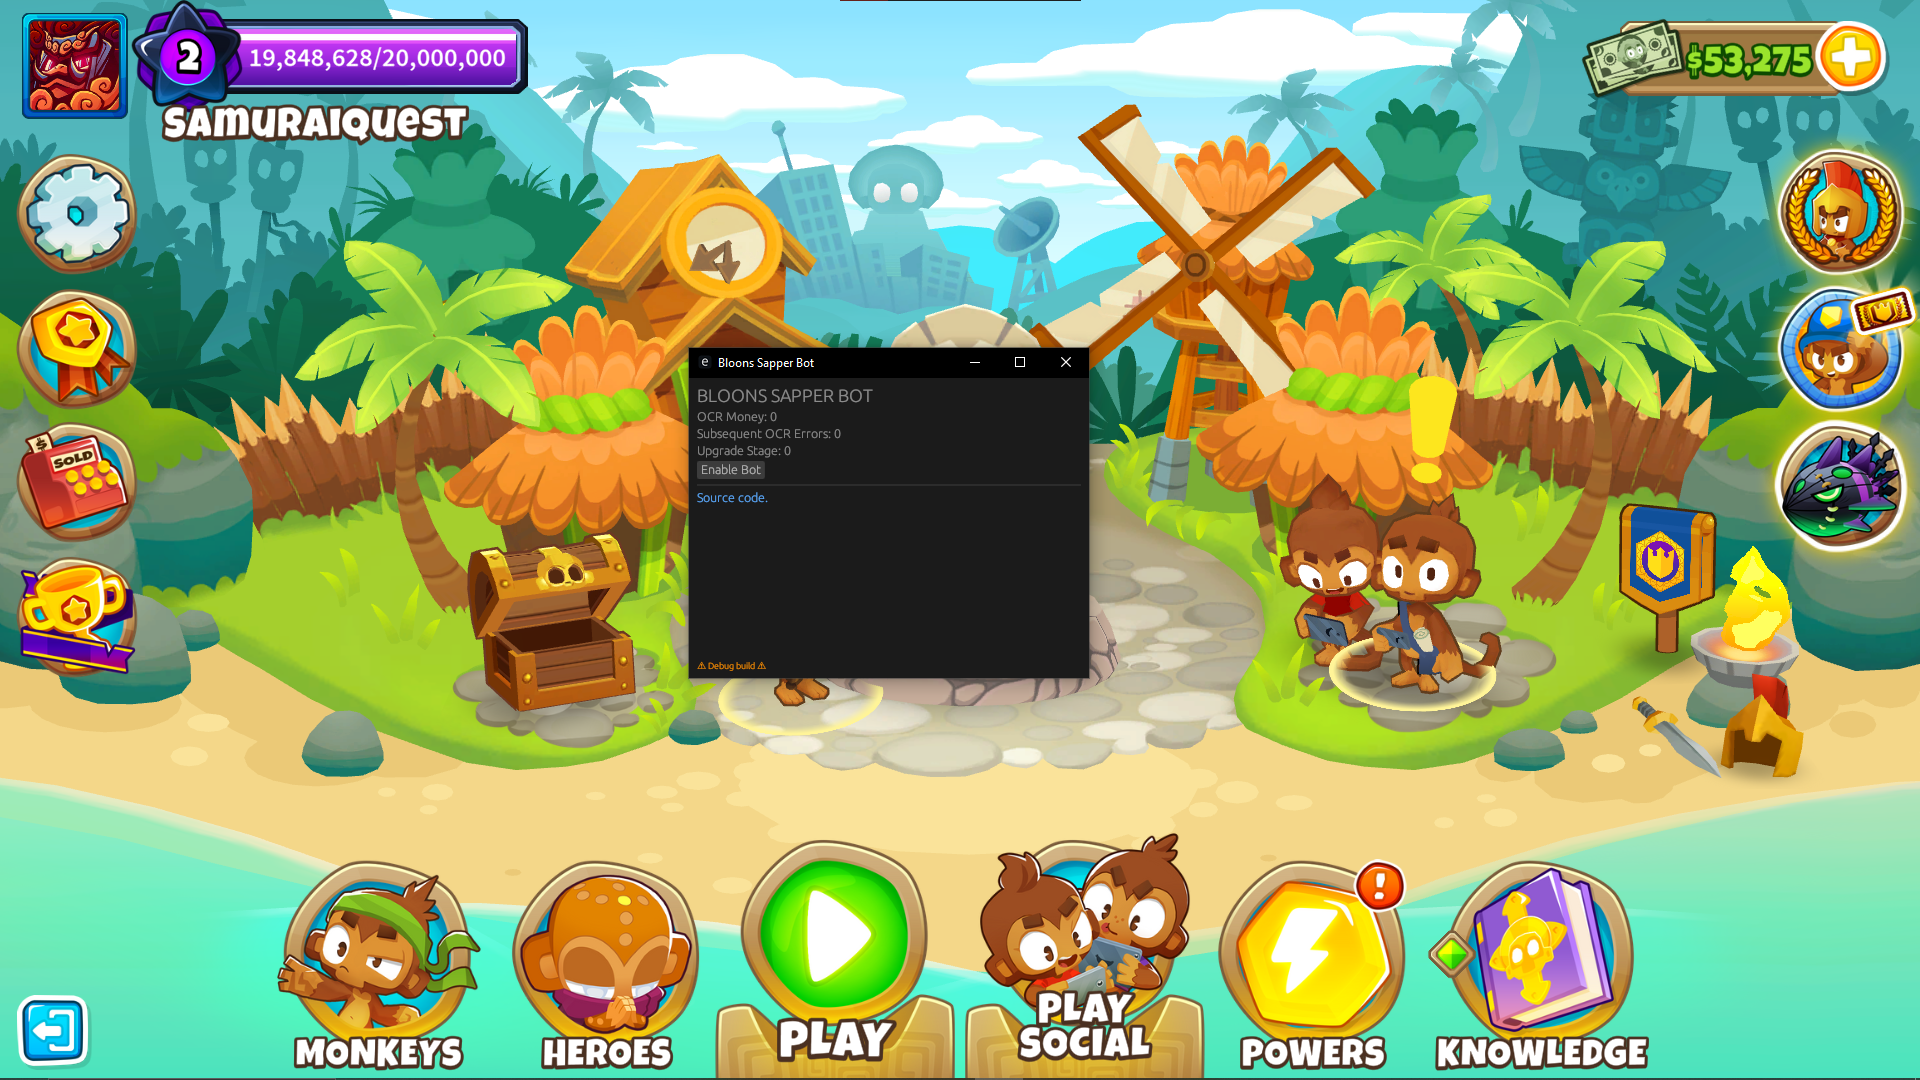 2
19,848,628/20,000,000
SAMURAIQUEST
$53,275
SOLD
$
Bloons Sapper Bot
BLOONS SAPPER BOT
OCR Money: 0
Subsequent OCR Errors: 0
Upgrade Stage: 0
Enable Bot
Source code.
⚠ Debug build ⚠
MONKEYS
HEROES
PLAY
PLAY
SOCIAL
POWERS
KNOWLEDGE